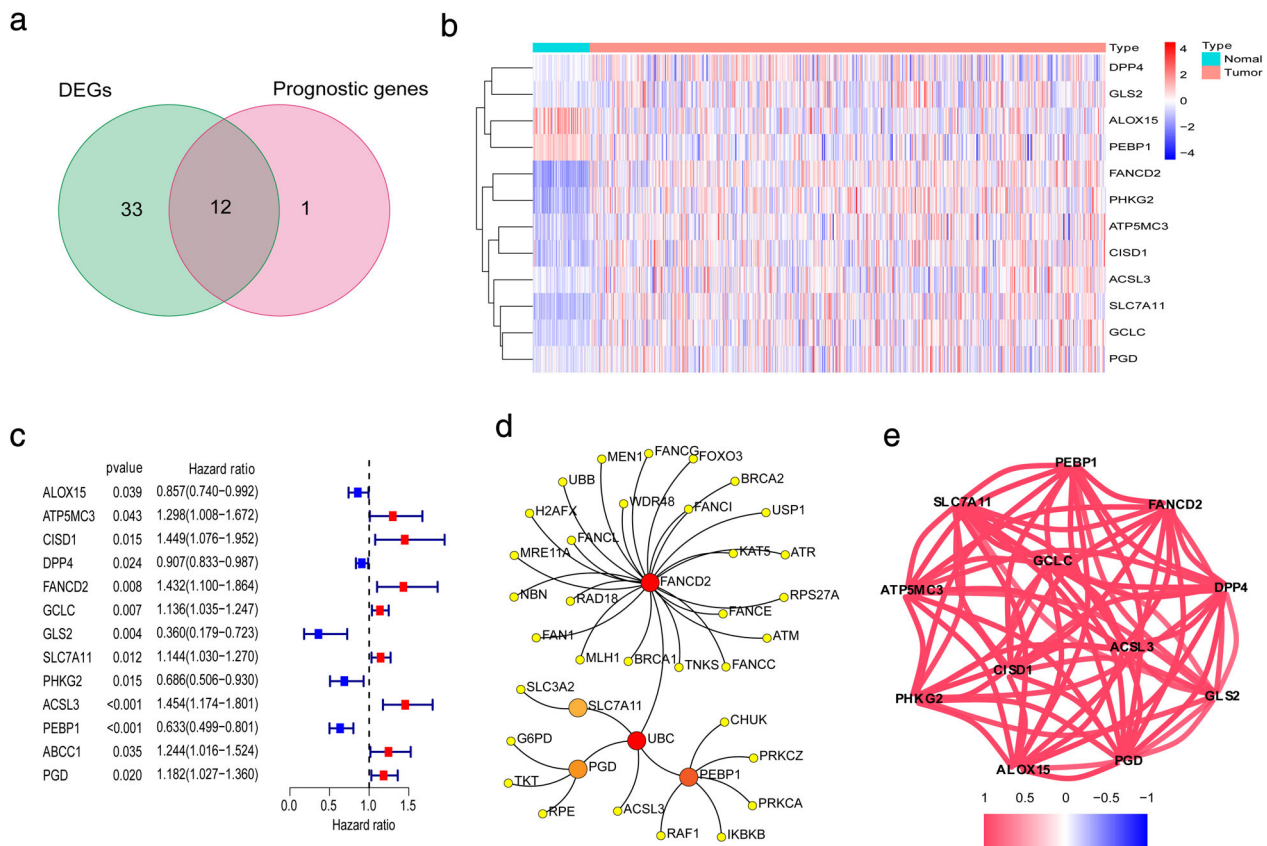 a
DEGs
Prognostic genes
33
12
1
b
Type
DPP4
GLS2
ALOX15
PEBP1
FANCD2
PHKG2
ATP5MC3
CISD1
ACSL3
SLC7A11
GCLC
PGD
4
2
0
−2
−4
Type
Nomal
Tumor
c
pvalue Hazard ratio
ALOX15 0.039 0.857(0.740−0.992)
ATP5MC3 0.043 1.298(1.008−1.672)
CISD1 0.015 1.449(1.076−1.952)
DPP4 0.024 0.907(0.833−0.987)
FANCD2 0.008 1.432(1.100−1.864)
GCLC 0.007 1.136(1.035−1.247)
GLS2 0.004 0.360(0.179−0.723)
SLC7A11 0.012 1.144(1.030−1.270)
PHKG2 0.015 0.686(0.506−0.930)
ACSL3 <0.001 1.454(1.174−1.801)
PEBP1 <0.001 0.633(0.499−0.801)
ABCC1 0.035 1.244(1.016−1.524)
PGD 0.020 1.182(1.027−1.360)
0.0 0.5 1.0 1.5
Hazard ratio
d
MEN1
FANCG
FOXO3
UBB
BRCA2
WDR48
FANCI
H2AFX
USP1
FANCL
MRE11A
KAT5
ATR
FANCD2
NBN
RAD18
RPS27A
FANCE
FAN1
ATM
MLH1
BRCA1
TNKS
FANCC
SLC3A2
SLC7A11
CHUK
G6PD
UBC
PRKCZ
PGD
PEBP1
TKT
PRKCA
RPE
ACSL3
RAF1
IKBKB
e
PEBP1
SLC7A11
FANCD2
GCLC
ATP5MC3
DPP4
ACSL3
CISD1
PHKG2
GLS2
ALOX15
PGD
1 0.5 0 −0.5 −1